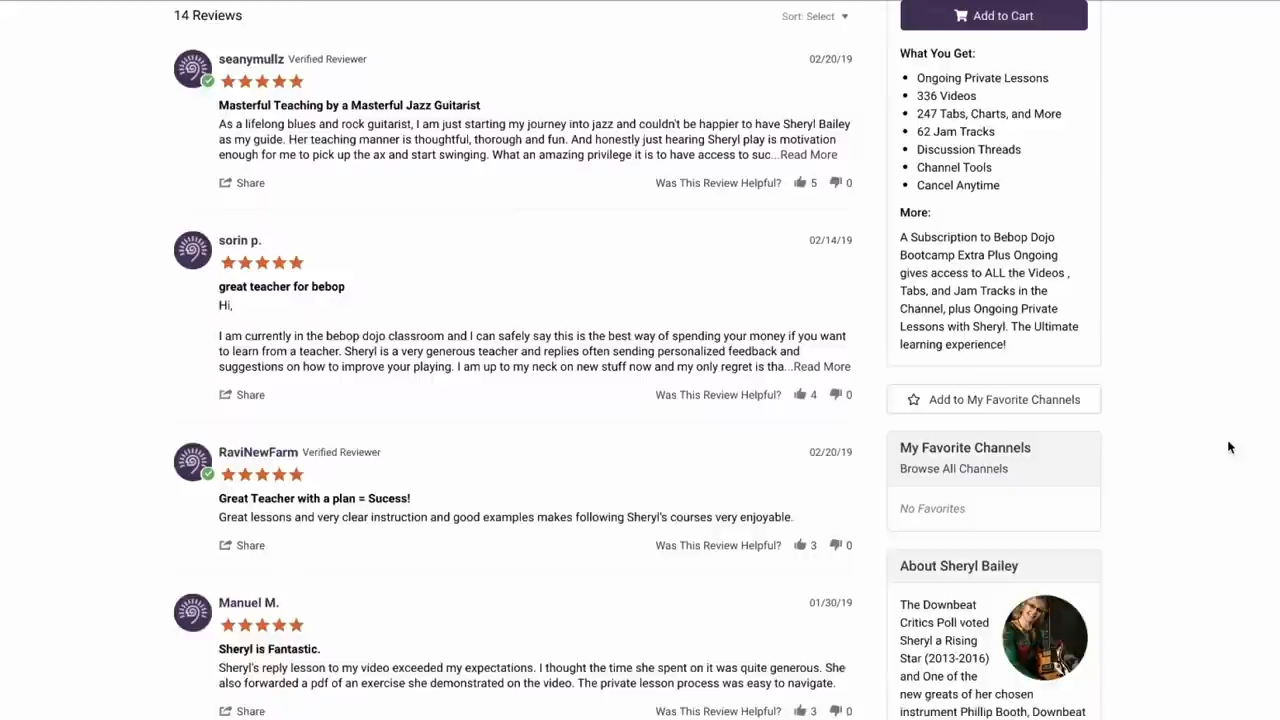 14 Reviews
Sort: Select
seanymullz Verified Reviewer
02/20/19
Masterful Teaching by a Masterful Jazz Guitarist
As a lifelong blues and rock guitarist, I am just starting my journey into jazz and couldn't be happier to have Sheryl Bailey
as my guide. Her teaching manner is thoughtful, thorough and fun. And honestly just hearing Sheryl play is motivation
enough for me to pick up the ax and start swinging. What an amazing privilege it is to have access to suc...Read More
Share
Was This Review Helpful? 5 0
sorin p.
02/14/19
great teacher for bebop
Hi,
I am currently in the bebop dojo classroom and I can safely say this is the best way of spending your money if you want
to learn from a teacher. Sheryl is a very generous teacher and replies often sending personalized feedback and
suggestions on how to improve your playing. I am up to my neck on new stuff now and my only regret is tha...Read More
Share
Was This Review Helpful? 4 0
RaviNewFarm Verified Reviewer
02/20/19
Great Teacher with a plan = Sucess!
Great lessons and very clear instruction and good examples makes following Sheryl's courses very enjoyable.
Share
Was This Review Helpful? 3 0
Manuel M.
01/30/19
Sheryl is Fantastic.
Sheryl's reply lesson to my video exceeded my expectations. I thought the time she spent on it was quite generous. She
also forwarded a pdf of an exercise she demonstrated on the video. The private lesson process was easy to navigate.
Share
Was This Review Helpful? 3 0
Add to Cart
What You Get:
Ongoing Private Lessons
336 Videos
247 Tabs, Charts, and More
62 Jam Tracks
Discussion Threads
Channel Tools
Cancel Anytime
More:
A Subscription to Bebop Dojo
Bootcamp Extra Plus Ongoing
gives access to ALL the Videos ,
Tabs, and Jam Tracks in the
Channel, plus Ongoing Private
Lessons with Sheryl. The Ultimate
learning experience!
Add to My Favorite Channels
My Favorite Channels
Browse All Channels
No Favorites
About Sheryl Bailey
The Downbeat
Critics Poll voted
Sheryl a Rising
Star (2013-2016)
and One of the
new greats of her chosen
instrument Phillip Booth, Downbeat